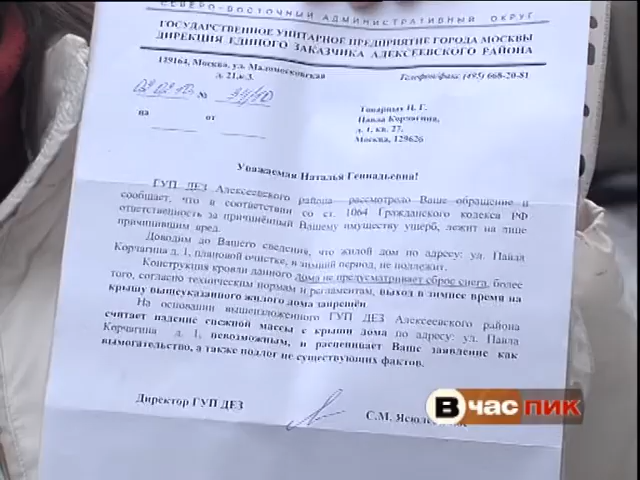 СЕВЕРО-ВОСТОЧНЫЙ АДМИНИСТРАТИВНЫЙ ОКРУГ
ГОСУДАРСТВЕННОЕ УНИТАРНОЕ ПРЕДПРИЯТИЕ ГОРОДА МОСКВЫ
ДИРЕКЦИЯ ЕДИНОГО ЗАКАЗЧИКА АЛЕКСЕЕВСКОГО РАЙОНА
129164, Москва, ул. Маломосковская
д. 21, к.3.
Телефон/факс: (495) 668-20-81
№
на от
Товарных Н. Г.
Павла Корчагина,
д. 1, кв. 27,
Москва, 129626
Уважаемая Наталья Геннадьевна!
ГУП ДЕЗ Алексеевского района рассмотрело Ваше обращение и
сообщает, что в соответствии со ст. 1064 Гражданского кодекса РФ
ответственность за причинённый Вашему имуществу ущерб, лежит на лице
причинившим вред.
Доводим до Вашего сведения, что жилой дом по адресу: ул. Павла
Корчагина д. 1, плановой очистке, в зимний период, не подлежит.
Конструкция кровли данного дома не предусматривает сброс снега, более
того, согласно техническим нормам и регламентам, выход в зимнее время на
крышу вышеуказанного жилого дома запрещён.
На основании вышеизложенного ГУП ДЕЗ Алексеевского района
считает падение снежной массы с крыши дома по адресу: ул. Павла
Корчагина д. 1, невозможным, и расценивает Ваше заявление как
вымогательство, а также подлог не существующих фактов.
Директор ГУП ДЕЗ
С.М.
В час пик